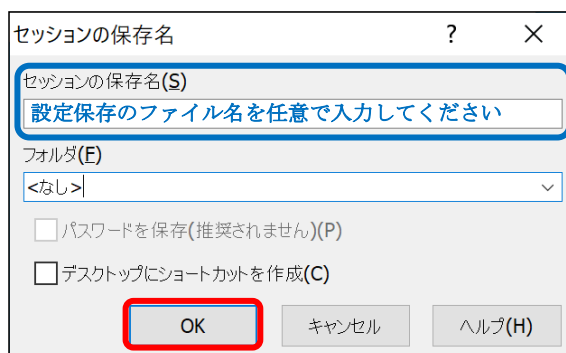 セッションの保存名 ? ×
セッションの保存名(S)
設定保存のファイル名を任意で入力してください
フォルダ(F)
<なし>
パスワードを保存(推奨されません)(P)
デスクトップにショートカットを作成(C)
OK キャンセル ヘルプ(H)